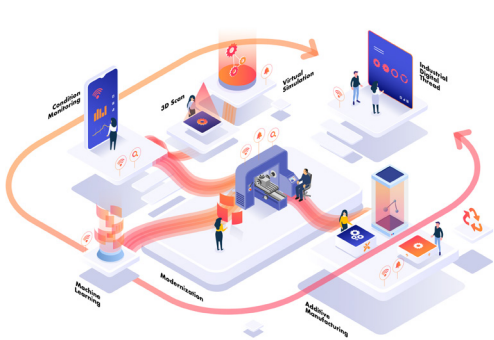 Condition
Monitoring
3D Scan
Virtual
Simulation
Industrial
Digital
Thread
Machine
Learning
Modernization
Additive
Manufacturing